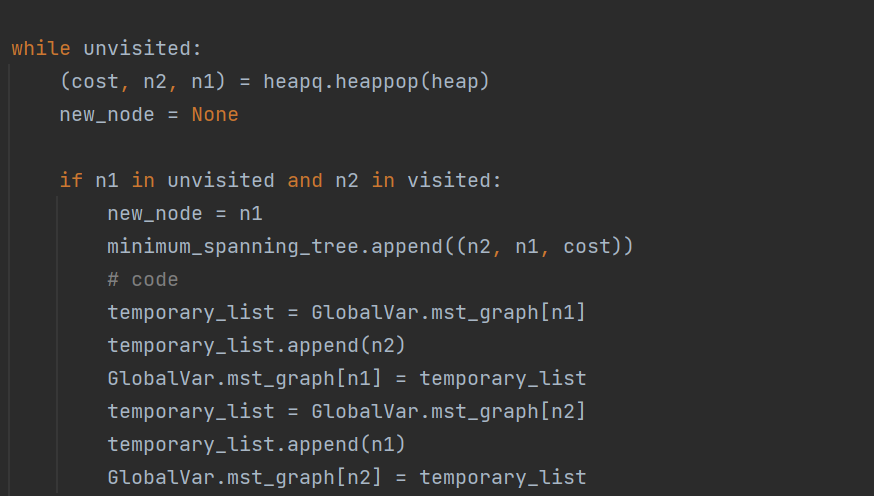 while unvisited:
    (cost, n2, n1) = heapq.heappop(heap)
    new_node = None

    if n1 in unvisited and n2 in visited:
        new_node = n1
        minimum_spanning_tree.append((n2, n1, cost))
        # code
        temporary_list = GlobalVar.mst_graph[n1]
        temporary_list.append(n2)
        GlobalVar.mst_graph[n1] = temporary_list
        temporary_list = GlobalVar.mst_graph[n2]
        temporary_list.append(n1)
        GlobalVar.mst_graph[n2] = temporary_list